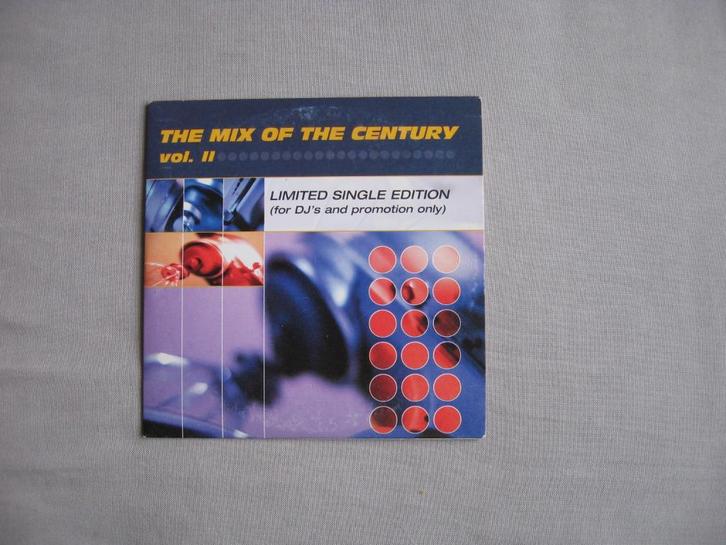 THE MIX OF THE CENTURY
vol. II
LIMITED SINGLE EDITION
(for DJ's and promotion only)